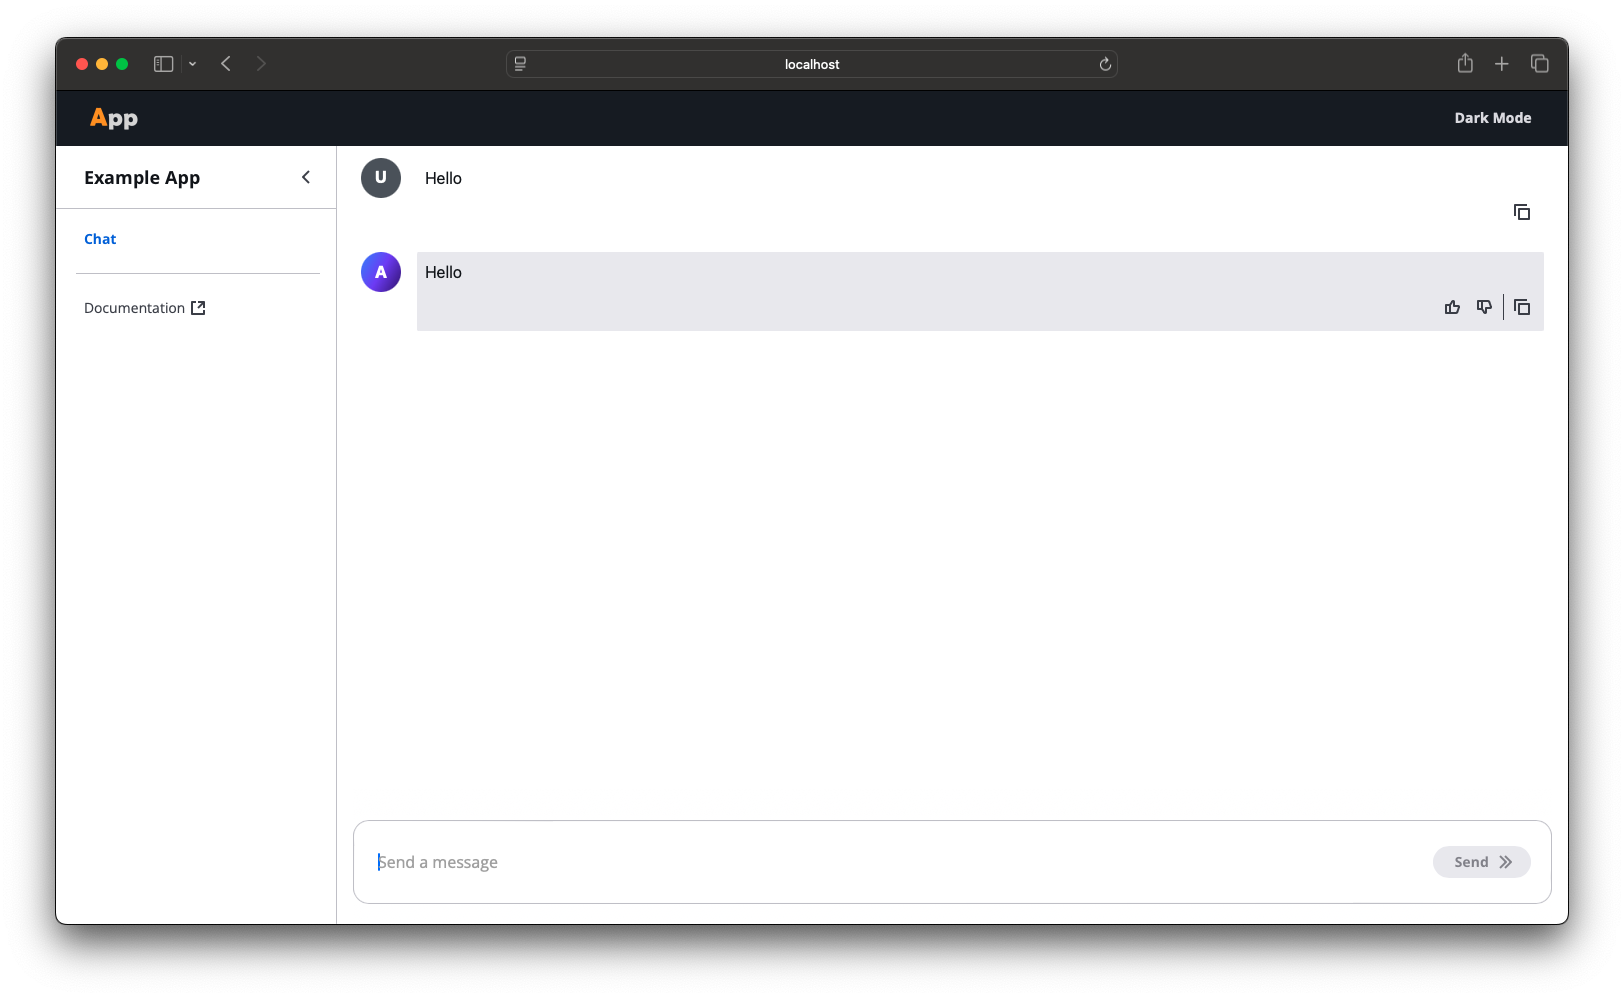 localhost
App
Dark Mode
Example App
Chat
Documentation
U
Hello
A
Hello
Send a message
Send